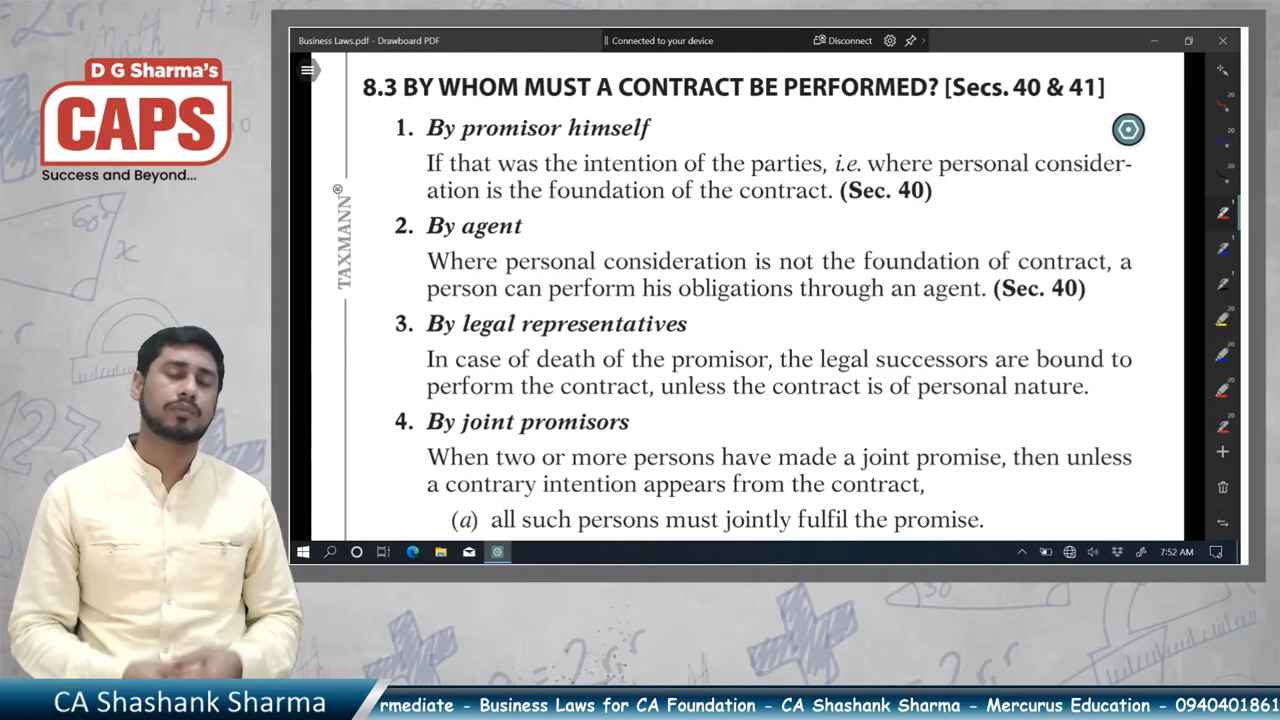 D G Sharma's
CAPS
Success and Beyond...
Business Laws.pdf - Drawboard PDF
Connected to your device
Disconnect
8.3 BY WHOM MUST A CONTRACT BE PERFORMED? [Secs. 40 & 41]
1. By promisor himself
If that was the intention of the parties, i.e. where personal consider-
ation is the foundation of the contract. (Sec. 40)
2. By agent
Where personal consideration is not the foundation of contract, a
person can perform his obligations through an agent. (Sec. 40)
3. By legal representatives
In case of death of the promisor, the legal successors are bound to
perform the contract, unless the contract is of personal nature.
4. By joint promisors
When two or more persons have made a joint promise, then unless
a contrary intention appears from the contract,
(a) all such persons must jointly fulfil the promise.
TAXMANN®
7:52 AM
CA Shashank Sharma
rmediate - Business Laws for CA Foundation - CA Shashank Sharma - Mercurus Education - 0940401861